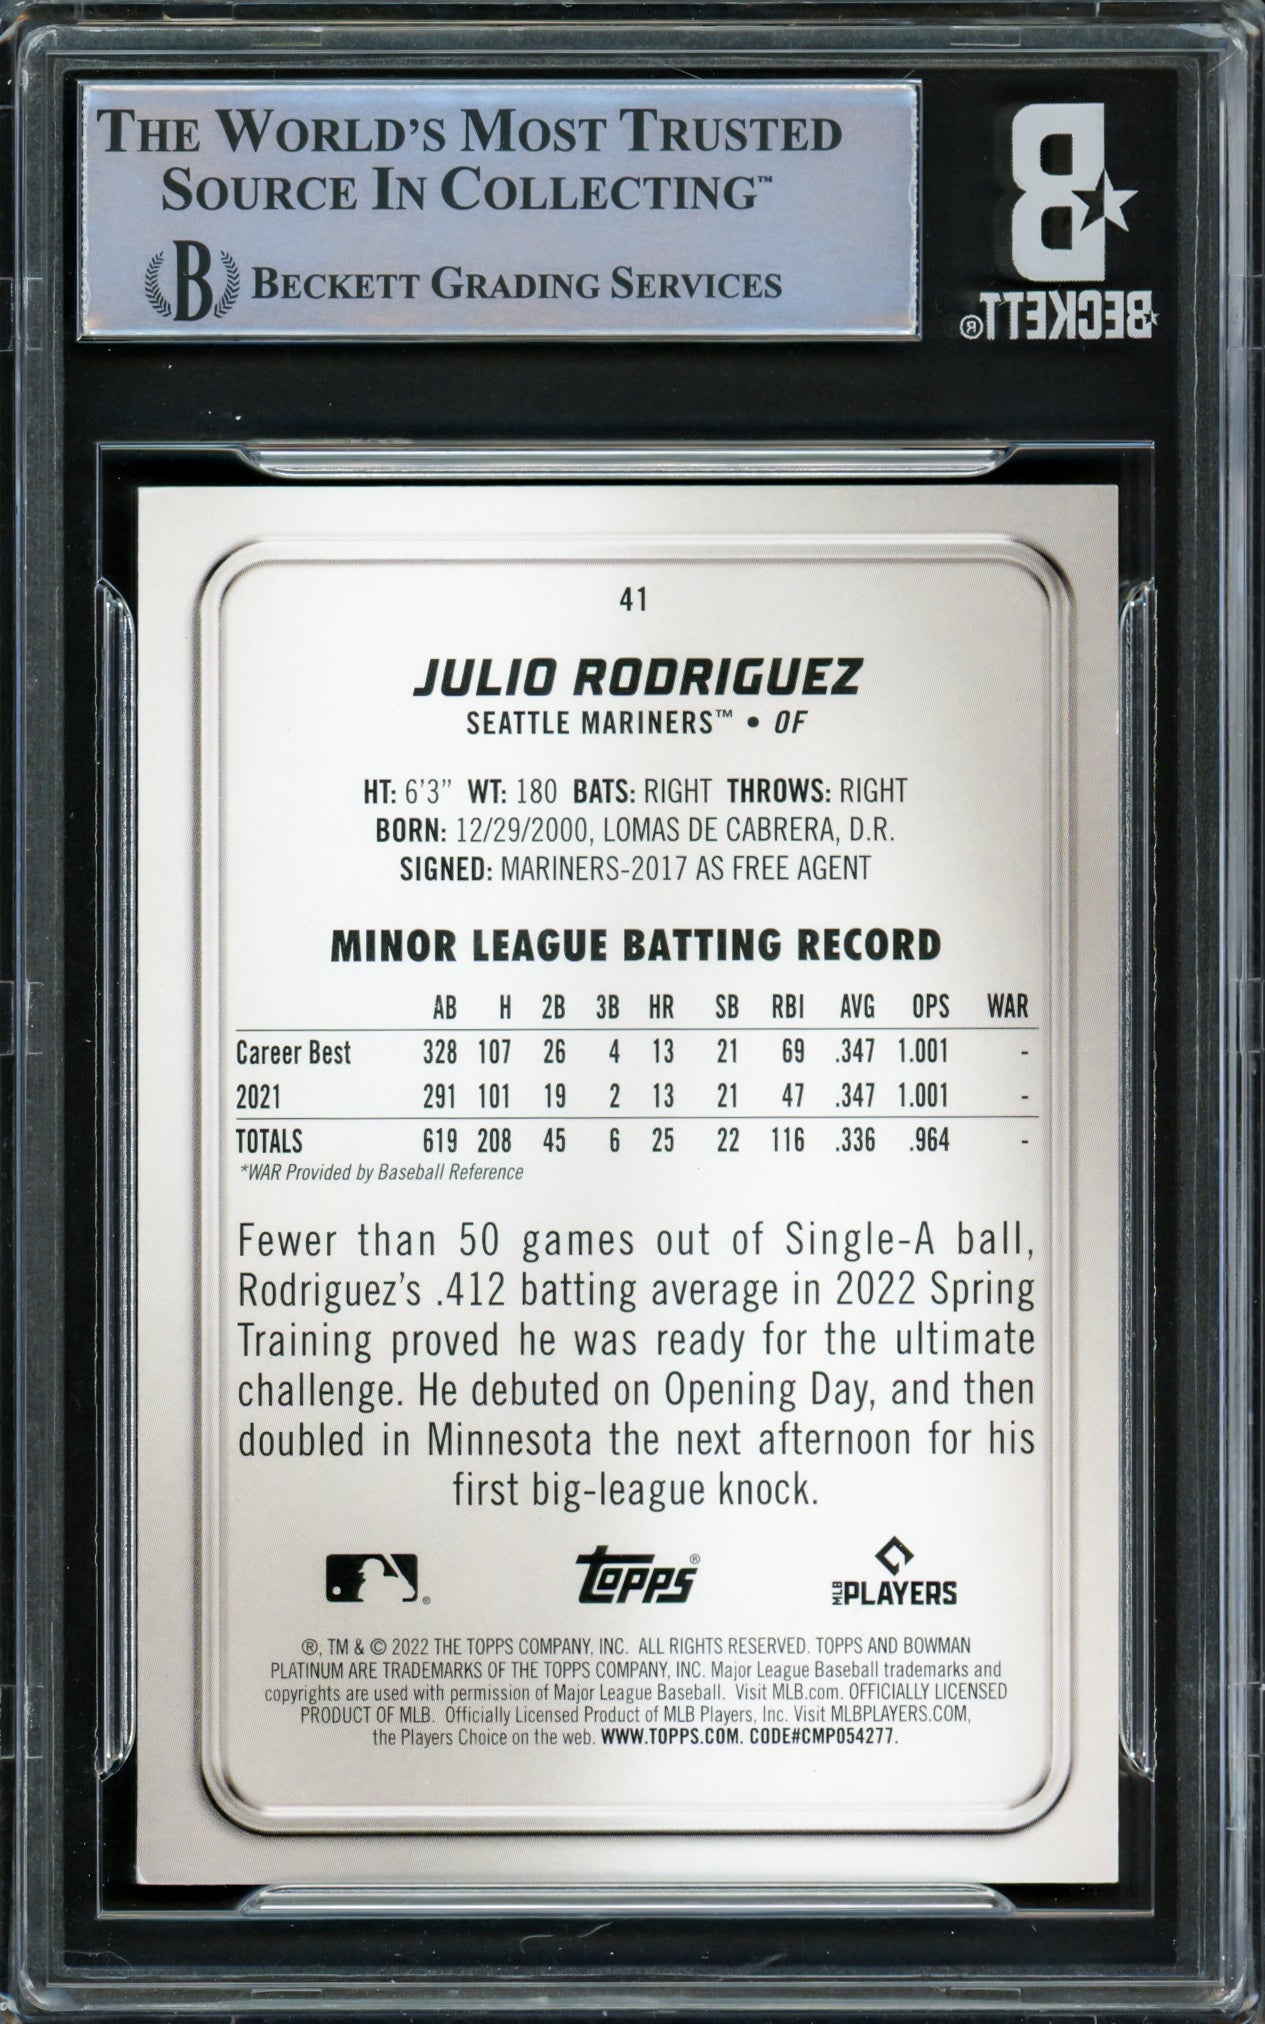 THE WORLD'S MOST TRUSTED
SOURCE IN COLLECTING™
B BECKETT GRADING SERVICES
B
BECKETT®
41
JULIO RODRIGUEZ
SEATTLE MARINERS™ • OF
HT: 6'3" WT: 180 BATS: RIGHT THROWS: RIGHT
BORN: 12/29/2000, LOMAS DE CABRERA, D.R.
SIGNED: MARINERS-2017 AS FREE AGENT
MINOR LEAGUE BATTING RECORD
AB H 2B 3B HR SB RBI AVG OPS WAR
Career Best 328 107 26 4 13 21 69 .347 1.001 -
2021 291 101 19 2 13 21 47 .347 1.001 -
TOTALS 619 208 45 6 25 22 116 .336 .964 -
*WAR Provided by Baseball Reference
Fewer than 50 games out of Single-A ball,
Rodriguez's .412 batting average in 2022 Spring
Training proved he was ready for the ultimate
challenge. He debuted on Opening Day, and then
doubled in Minnesota the next afternoon for his
first big-league knock.
® TOPPS® MLB PLAYERS
®, TM & © 2022 THE TOPPS COMPANY, INC. ALL RIGHTS RESERVED. TOPPS AND BOWMAN
PLATINUM ARE TRADEMARKS OF THE TOPPS COMPANY, INC. Major League Baseball trademarks and
copyrights are used with permission of Major League Baseball. Visit MLB.com. OFFICIALLY LICENSED
PRODUCT OF MLB. Officially Licensed Product of MLB Players, Inc. Visit MLBPLAYERS.COM,
the Players Choice on the web. WWW.TOPPS.COM. CODE#CMP054277.